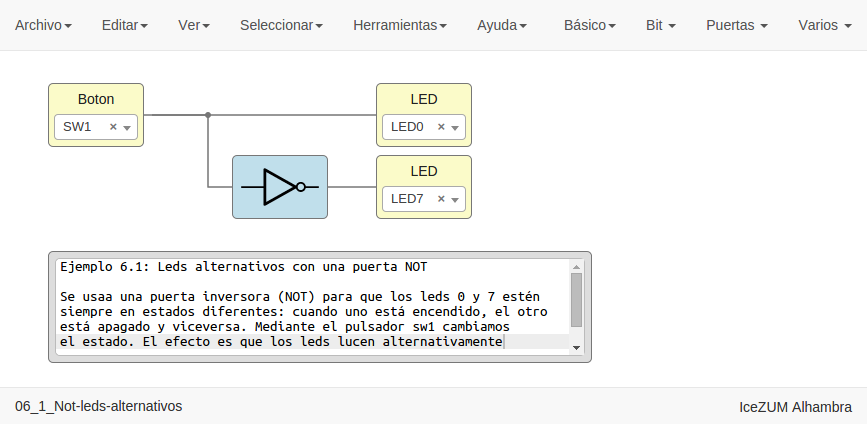 Archivo Editar Ver Seleccionar Herramientas Ayuda Básico Bit Puertas Varios
Boton
SW1 ×
LED
LED0 ×
LED
LED7 ×
Ejemplo 6.1: Leds alternativos con una puerta NOT
Se usaa una puerta inversora (NOT) para que los leds 0 y 7 estén
siempre en estados diferentes: cuando uno está encendido, el otro
está apagado y viceversa. Mediante el pulsador sw1 cambiamos
el estado. El efecto es que los leds lucen alternativamente
06_1_Not-leds-alternativos
IceZUM Alhambra